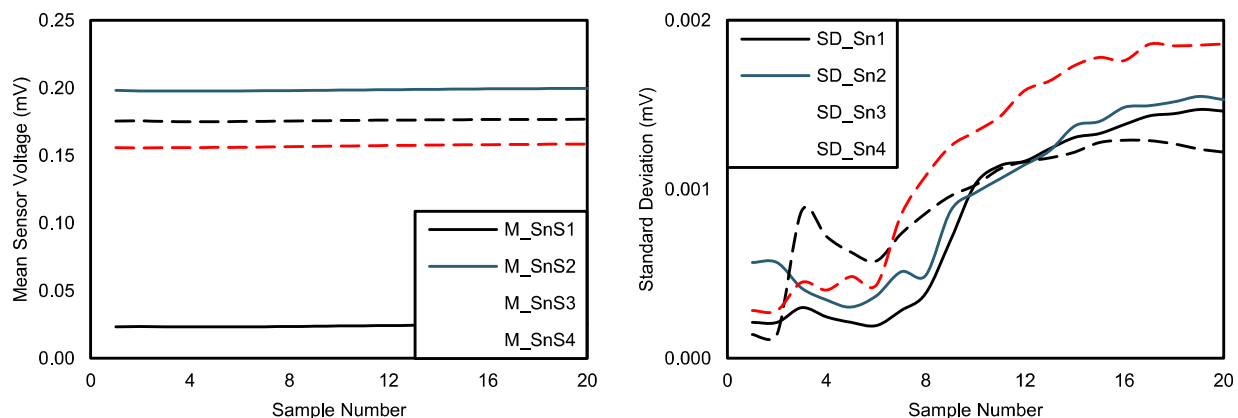 0.25
0.20
0.15
0.10
0.05
0.00
Mean Sensor Voltage (mV)
M_SnS1
M_SnS2
M_SnS3
M_SnS4
0 4 8 12 16 20
Sample Number
0.002
0.001
0.000
Standard Deviation (mV)
SD_Sn1
SD_Sn2
SD_Sn3
SD_Sn4
0 4 8 12 16 20
Sample Number